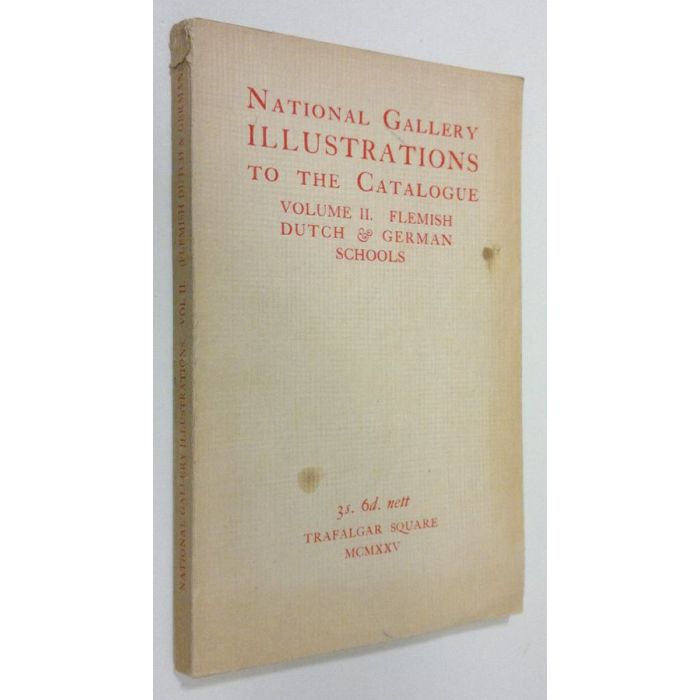 NATIONAL GALLERY
ILLUSTRATIONS
TO THE CATALOGUE
VOLUME II. FLEMISH
DUTCH & GERMAN
SCHOOLS
3s. 6d. nett
TRAFALGAR SQUARE
MCMXXV
NATIONAL GALLERY ILLUSTRATIONS. VOL II (FLEMISH DUTCH & GERMAN